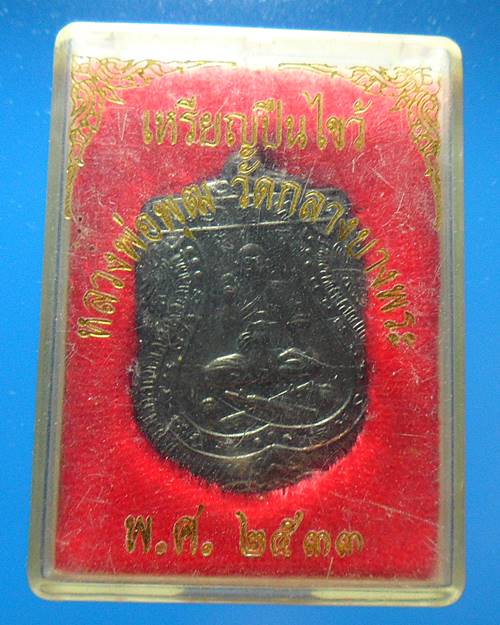 เหรียญปืนไขว้
หลวงพ่อพุฒ วัดกลางบางพระ
พ.ศ. ๒๕๓๓